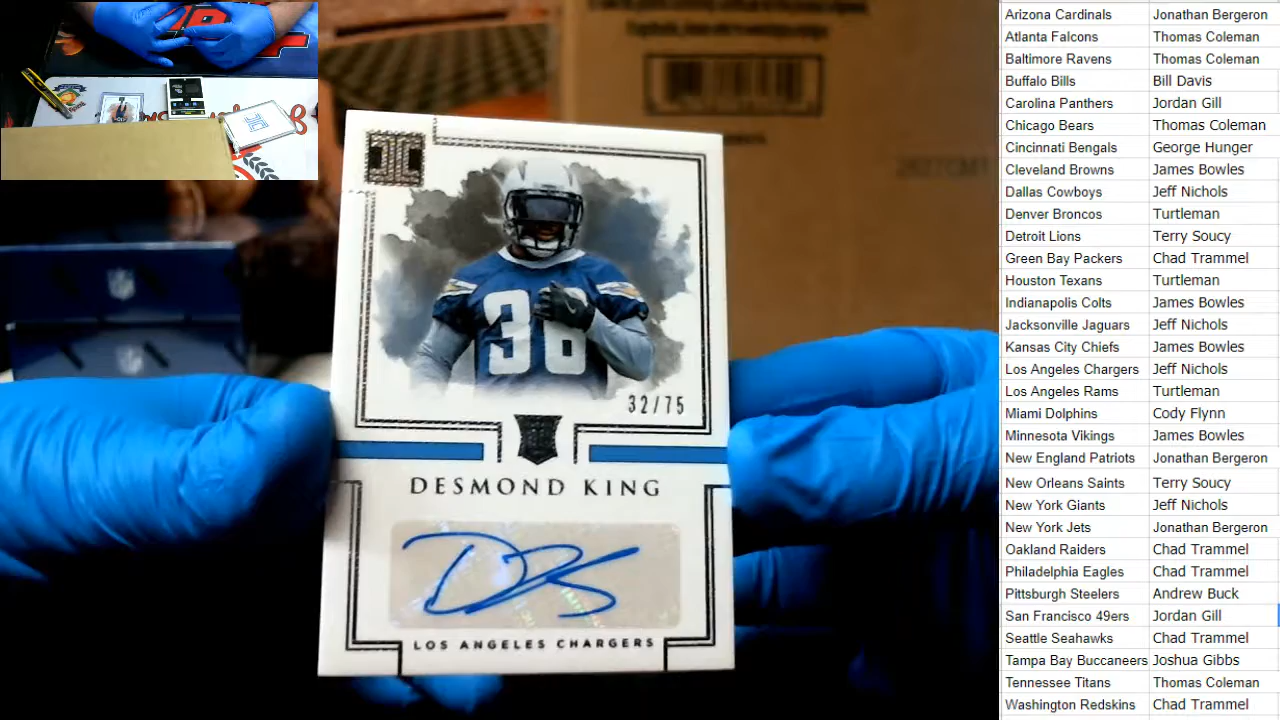 36
32/75
DESMOND KING
LOS ANGELES CHARGERS
Arizona Cardinals Jonathan Bergeron
Atlanta Falcons Thomas Coleman
Baltimore Ravens Thomas Coleman
Buffalo Bills Bill Davis
Carolina Panthers Jordan Gill
Chicago Bears Thomas Coleman
Cincinnati Bengals George Hunger
Cleveland Browns James Bowles
Dallas Cowboys Jeff Nichols
Denver Broncos Turtleman
Detroit Lions Terry Soucy
Green Bay Packers Chad Trammel
Houston Texans Turtleman
Indianapolis Colts James Bowles
Jacksonville Jaguars Jeff Nichols
Kansas City Chiefs James Bowles
Los Angeles Chargers Jeff Nichols
Los Angeles Rams Turtleman
Miami Dolphins Cody Flynn
Minnesota Vikings James Bowles
New England Patriots Jonathan Bergeron
New Orleans Saints Terry Soucy
New York Giants Jeff Nichols
New York Jets Jonathan Bergeron
Oakland Raiders Chad Trammel
Philadelphia Eagles Chad Trammel
Pittsburgh Steelers Andrew Buck
San Francisco 49ers Jordan Gill
Seattle Seahawks Chad Trammel
Tampa Bay Buccaneers Joshua Gibbs
Tennessee Titans Thomas Coleman
Washington Redskins Chad Trammel